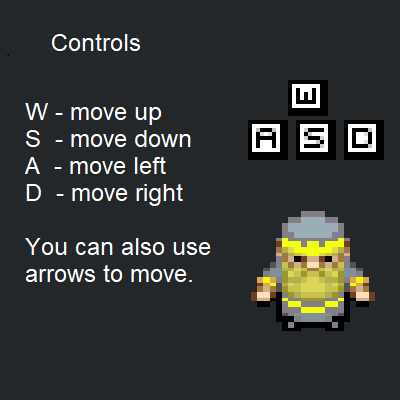 Controls
W - move up
S - move down
A - move left
D - move right
You can also use
arrows to move.
W
A S D